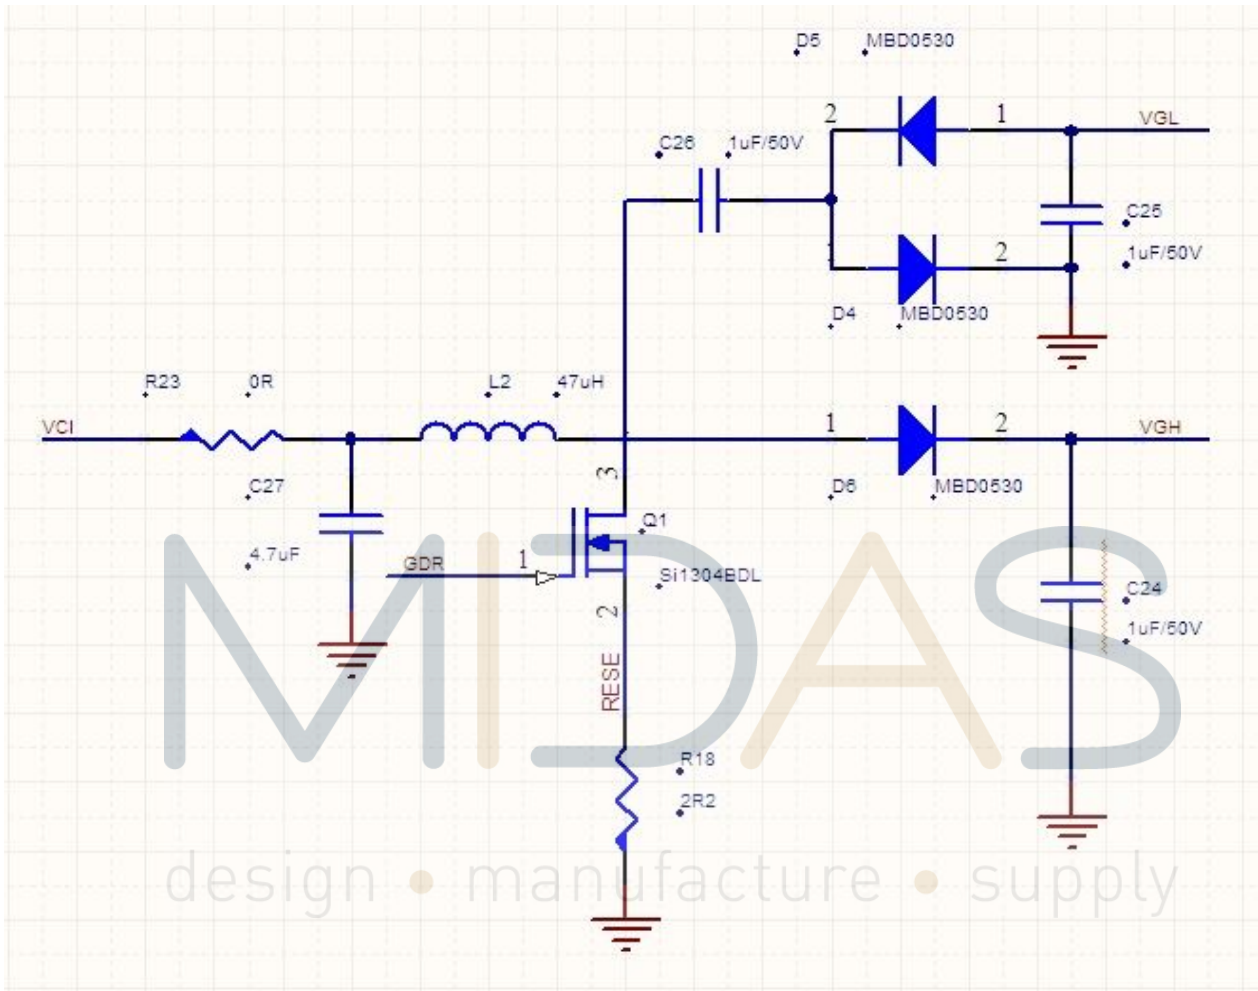 D5 MBD0530
2 1 VGL
C26 1uF/50V
C25
1uF/50V
2
D4 MBD0530
R23 0R L2 47uH
VCI 1 2 VGH
3
C27 D6 MBD0530
Q1
4.7uF GDR 1
Si1304BDL
C24
2
1uF/50V
RESE
MIDAS
R18
2R2
design • manufacture • supply